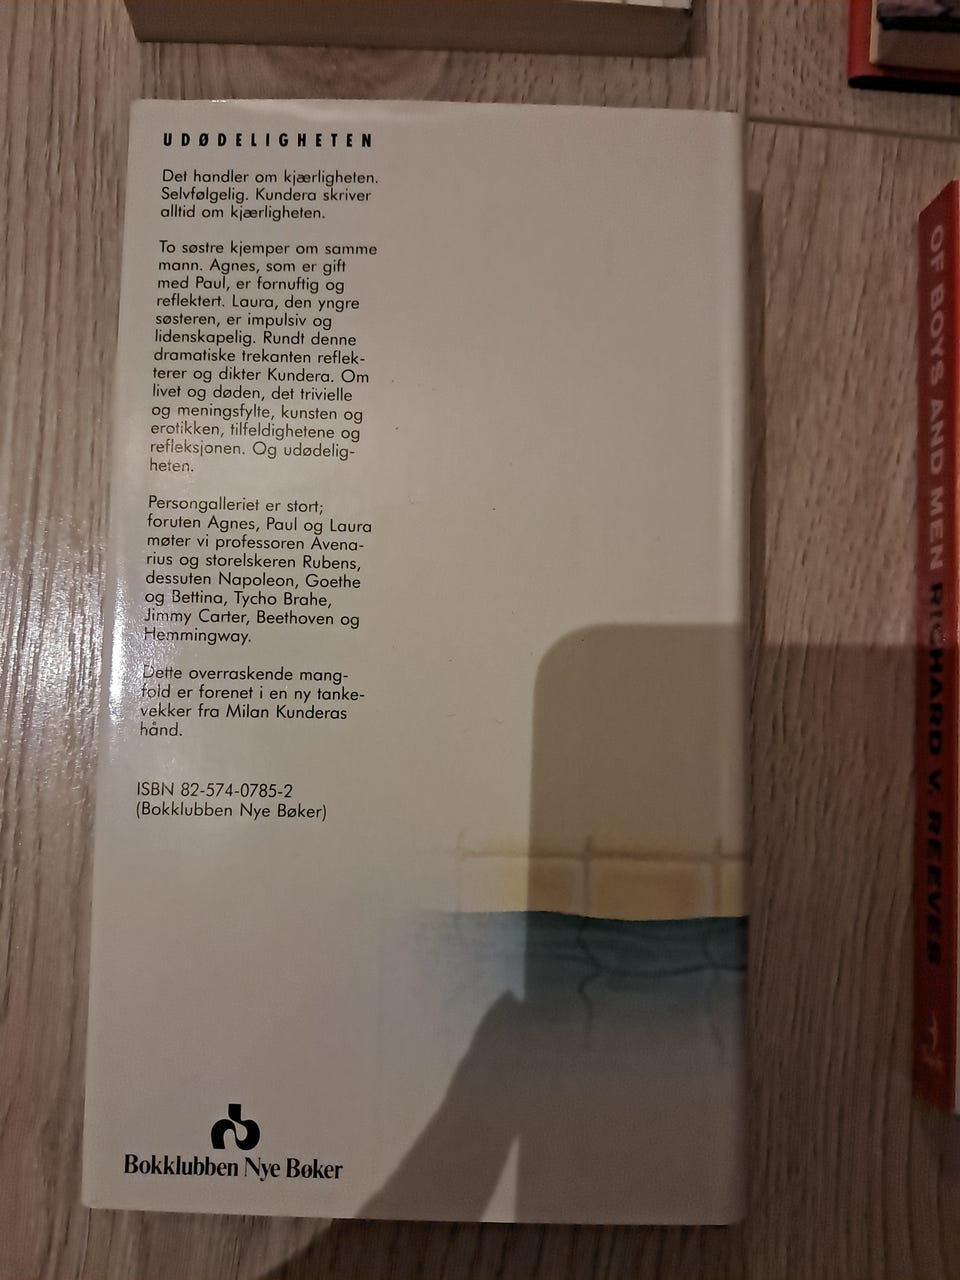 UDØDELIGHETEN
Det handler om kjærligheten.
Selvfølgelig. Kundera skriver
alltid om kjærligheten.
To søstre kjemper om samme
mann. Agnes, som er gift
med Paul, er fornuftig og
reflektert. Laura, den yngre
søsteren, er impulsiv og
lidenskapelig. Rundt denne
dramatiske trekanten reflek-
terer og dikter Kundera. Om
livet og døden, det trivielle
og meningsfylte, kunsten og
erotikken, tilfeldighetene og
refleksjonen. Og udødelig-
heten.
Persongalleriet er stort;
foruten Agnes, Paul og Laura
møter vi professoren Avena-
rius og storelskeren Rubens,
dessuten Napoleon, Goethe
og Bettina, Tycho Brahe,
Jimmy Carter, Beethoven og
Hemmingway.
Dette overraskende mang-
fold er forenet i en ny tanke-
vekker fra Milan Kunderas
hånd.
ISBN 82-574-0785-2
(Bokklubben Nye Bøker)
Bokklubben Nye Bøker
OF BOYS AND MEN RICHARD V. REEVES